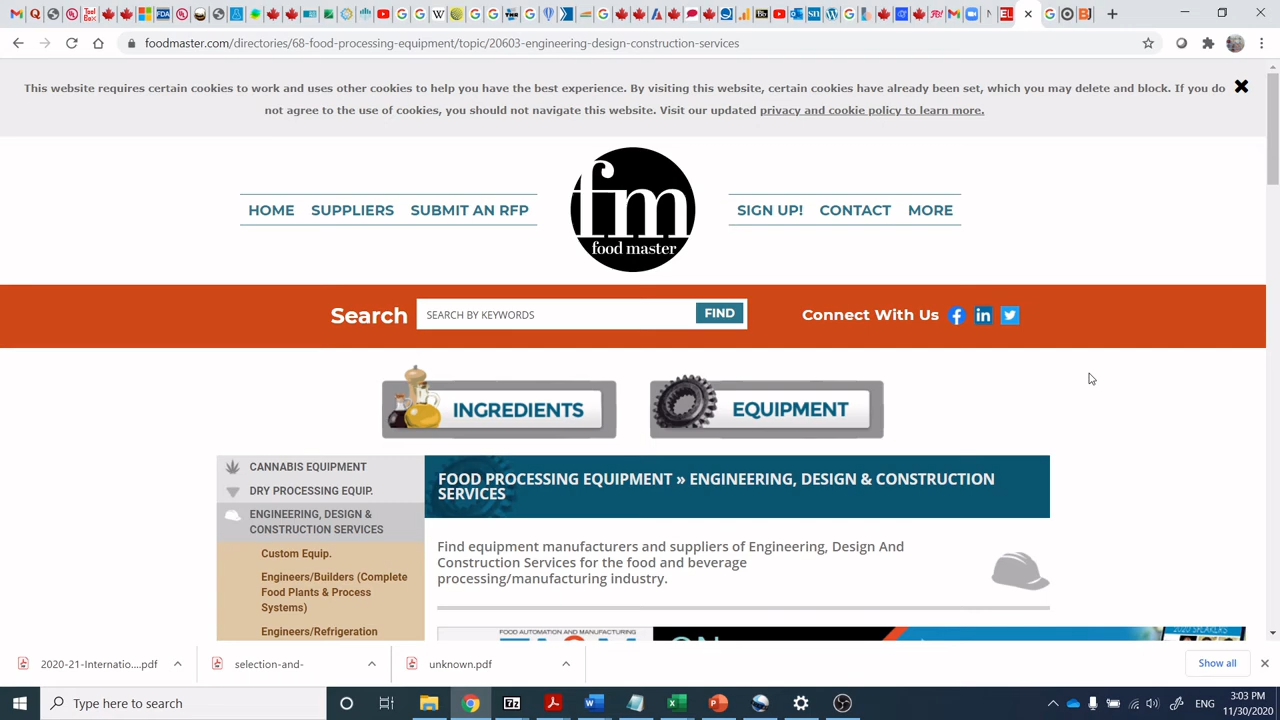 foodmaster.com/directories/68-food-processing-equipment/topic/20603-engineering-design-construction-services
This website requires certain cookies to work and uses other cookies to help you have the best experience. By visiting this website, certain cookies have already been set, which you may delete and block. If you do
not agree to the use of cookies, you should not navigate this website. Visit our updated privacy and cookie policy to learn more.
HOME SUPPLIERS SUBMIT AN RFP
fm
food master
SIGN UP! CONTACT MORE
Search SEARCH BY KEYWORDS FIND Connect With Us
INGREDIENTS EQUIPMENT
CANNABIS EQUIPMENT
DRY PROCESSING EQUIP.
ENGINEERING, DESIGN &
CONSTRUCTION SERVICES
Custom Equip.
Engineers/Builders (Complete
Food Plants & Process
Systems)
Engineers/Refrigeration
FOOD PROCESSING EQUIPMENT » ENGINEERING, DESIGN & CONSTRUCTION
SERVICES
Find equipment manufacturers and suppliers of Engineering, Design And
Construction Services for the food and beverage
processing/manufacturing industry.
FOOD AUTOMATION AND MANUFACTURING
2020 SPEAKERS
2020-21-Internatio....pdf selection-and- unknown.pdf Show all
Type here to search
ENG
3:03 PM
11/30/2020